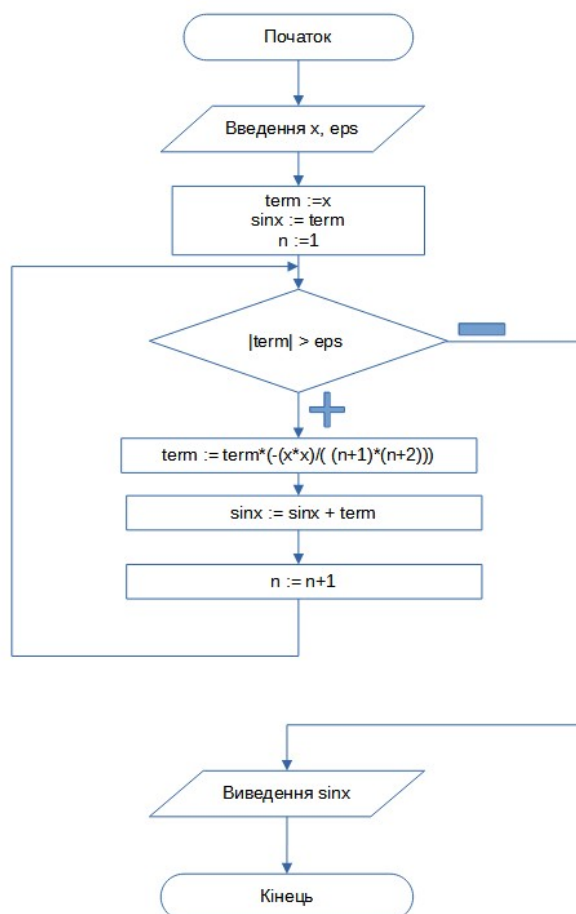 Початок
Введення x, eps
term :=x
sinx := term
n :=1
|term| > eps
term := term*(-(x*x)/( (n+1)*(n+2)))
sinx := sinx + term
n := n+1
Виведення sinx
Кінець